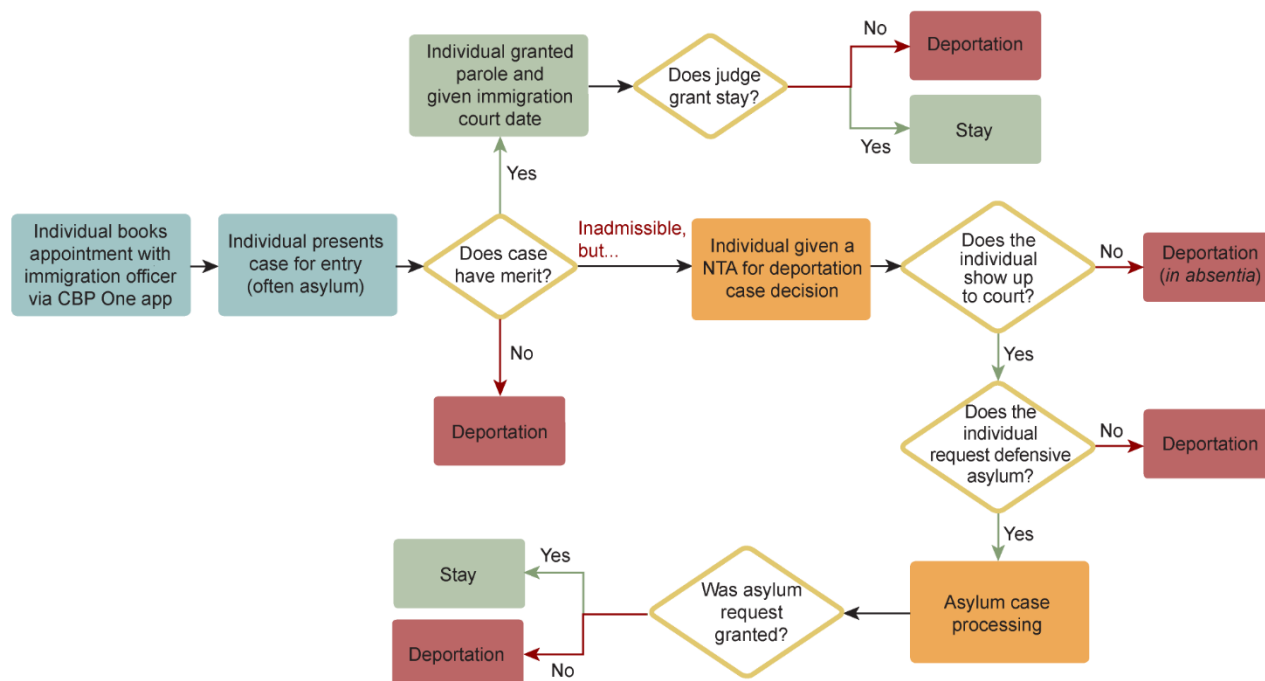 Individual granted
parole and
given immigration
court date
Does judge
grant stay?
No
Deportation
Yes
Stay
Yes
Individual books
appointment with
immigration officer
via CBP One app
Individual presents
case for entry
(often asylum)
Does case
have merit?
Inadmissible,
but...
Individual given a
NTA for deportation
case decision
Does the
individual
show up
to court?
No
Deportation
(in absentia)
No
Deportation
Yes
Does the
individual
request defensive
asylum?
No
Deportation
Yes
Asylum case
processing
Was asylum
request
granted?
Yes
Stay
No
Deportation